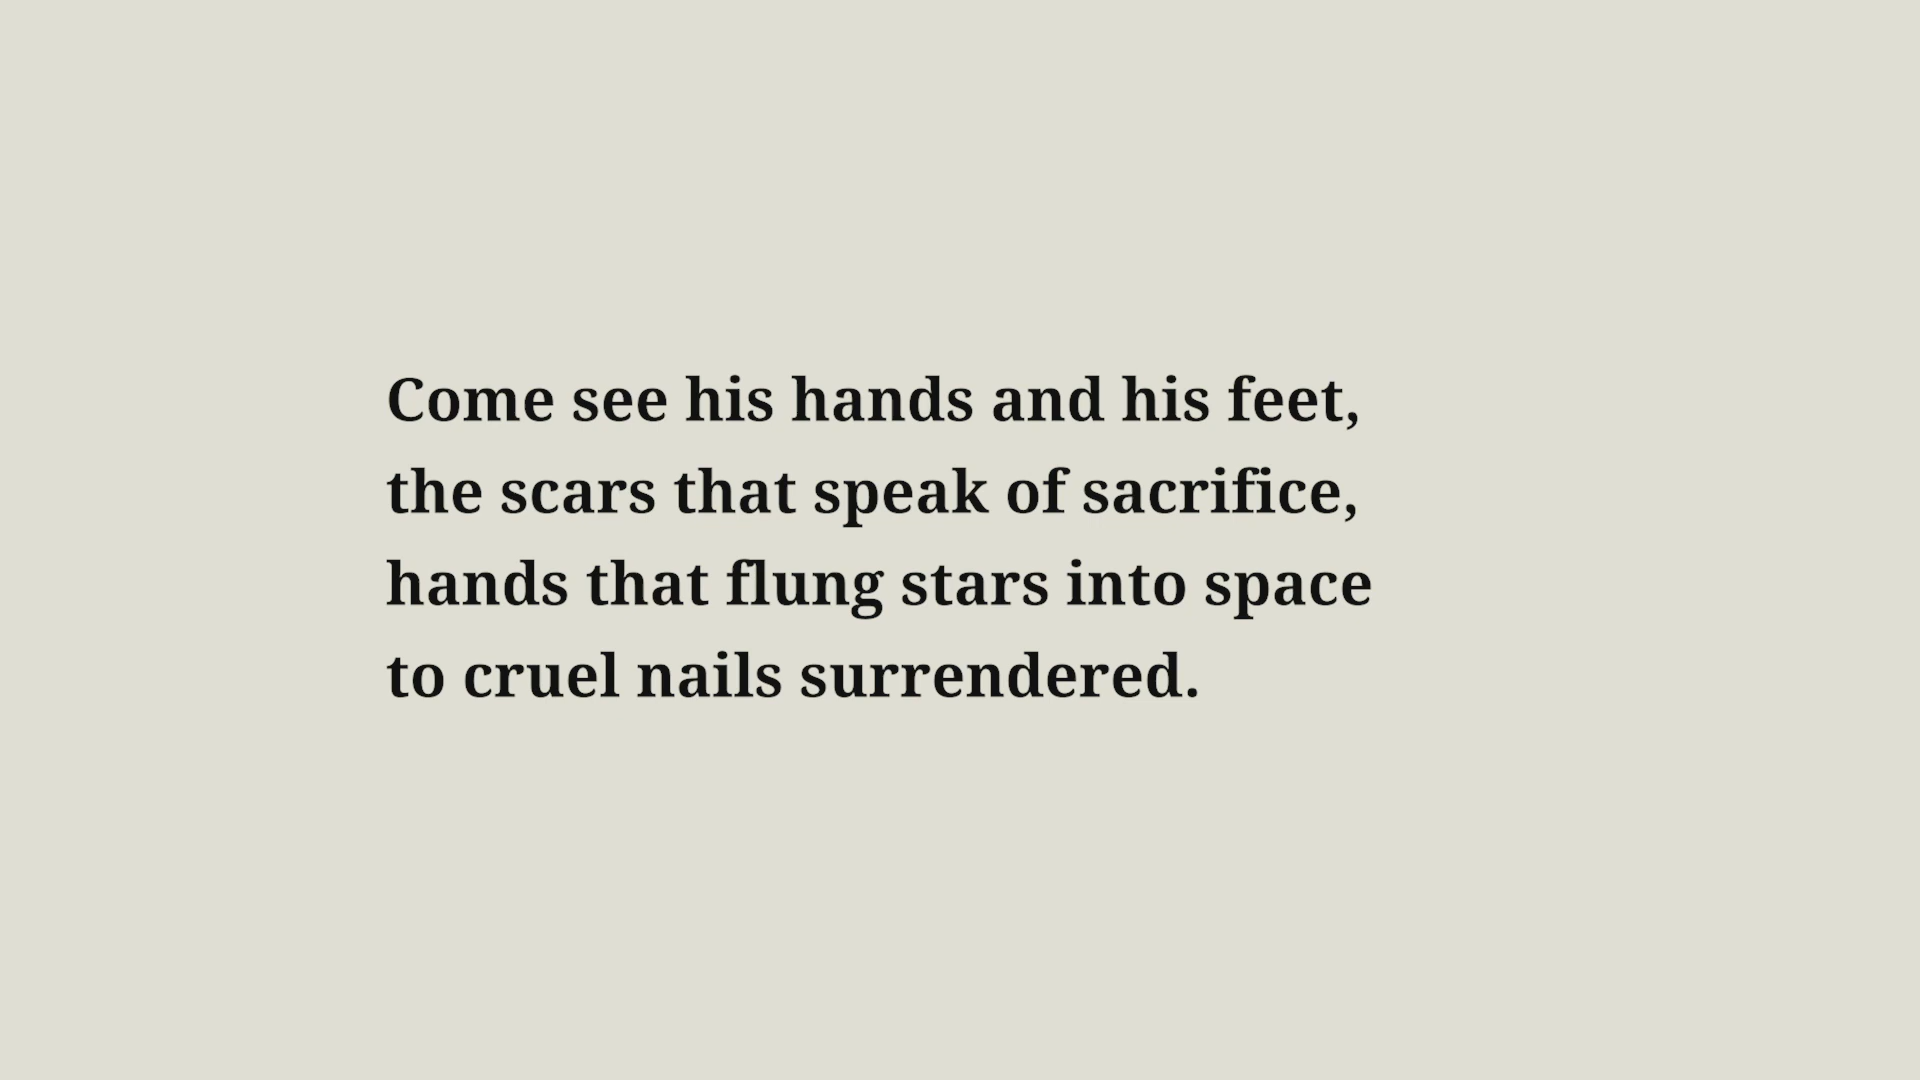 Come see his hands and his feet,
the scars that speak of sacrifice,
hands that flung stars into space
to cruel nails surrendered.